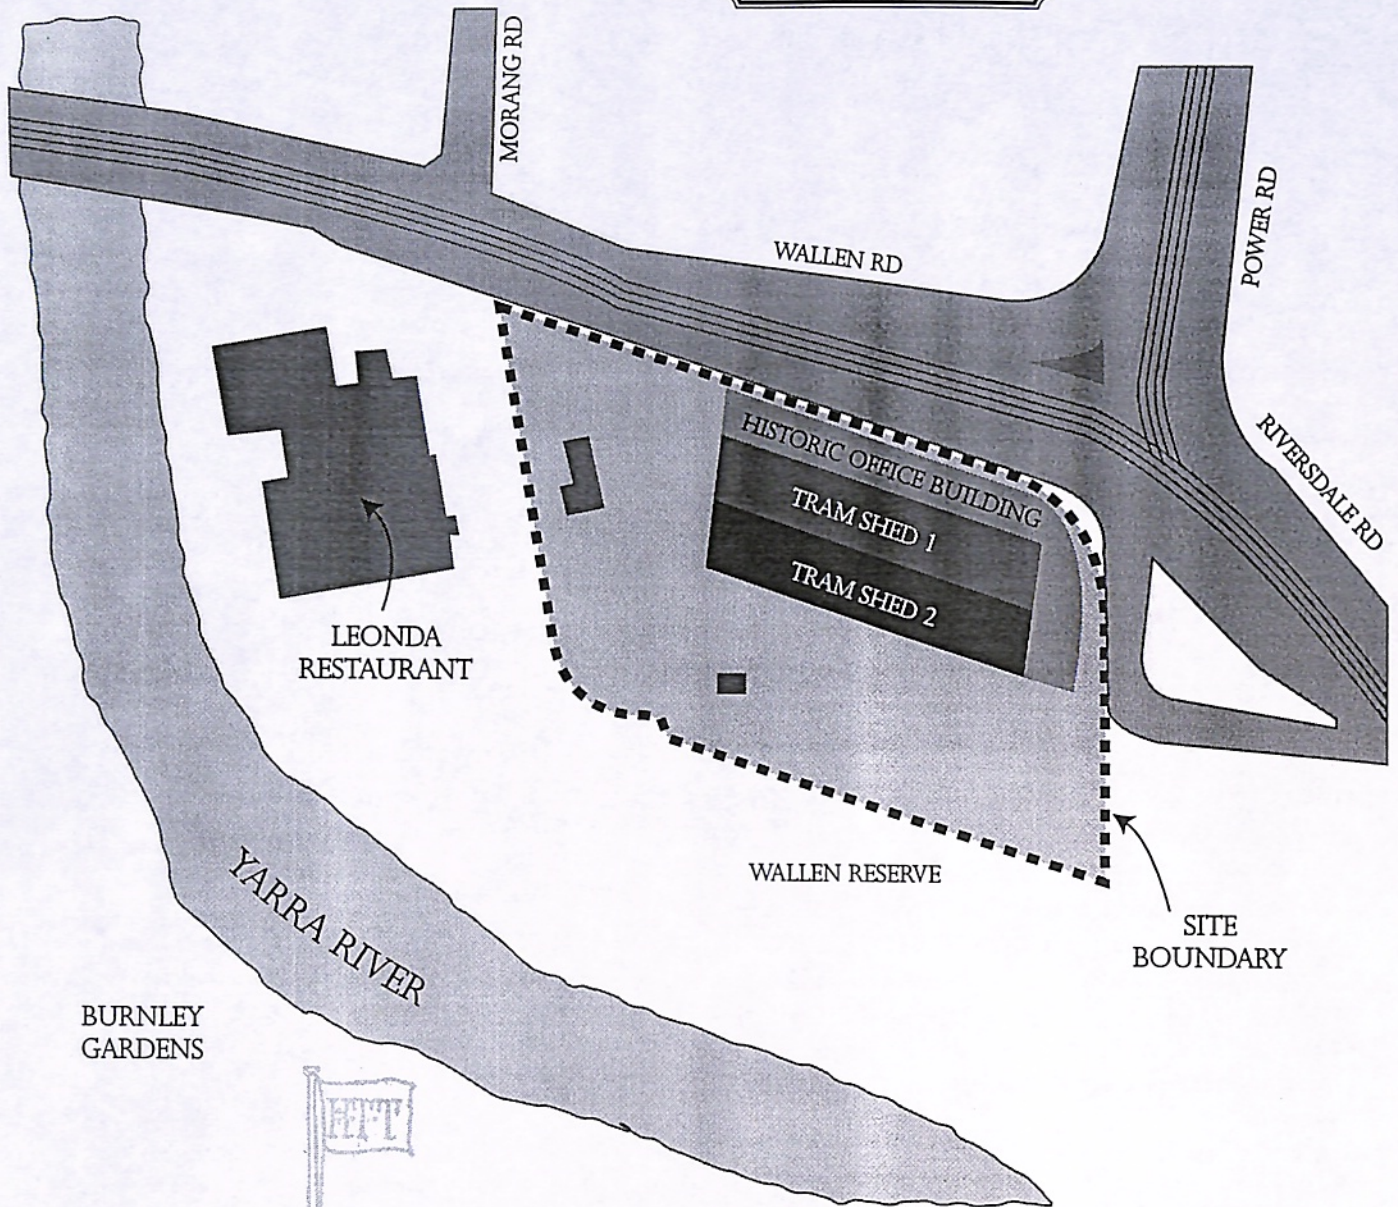 MORANG RD
POWER RD
WALLEN RD
RIVERSDALE RD
HISTORIC OFFICE BUILDING
TRAM SHED 1
TRAM SHED 2
LEONDA
RESTAURANT
WALLEN RESERVE
SITE
BOUNDARY
YARRA RIVER
BURNLEY
GARDENS